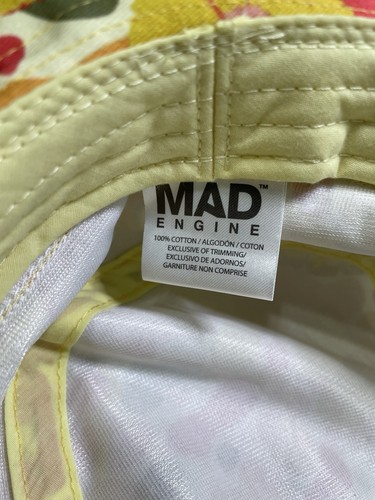 MAD™
ENGINE
100% COTTON / ALGODÓN / COTON
EXCLUSIVE OF TRIMMING/
EXCLUSIVO DE ADORNOS/
GARNITURE NON COMPRISE